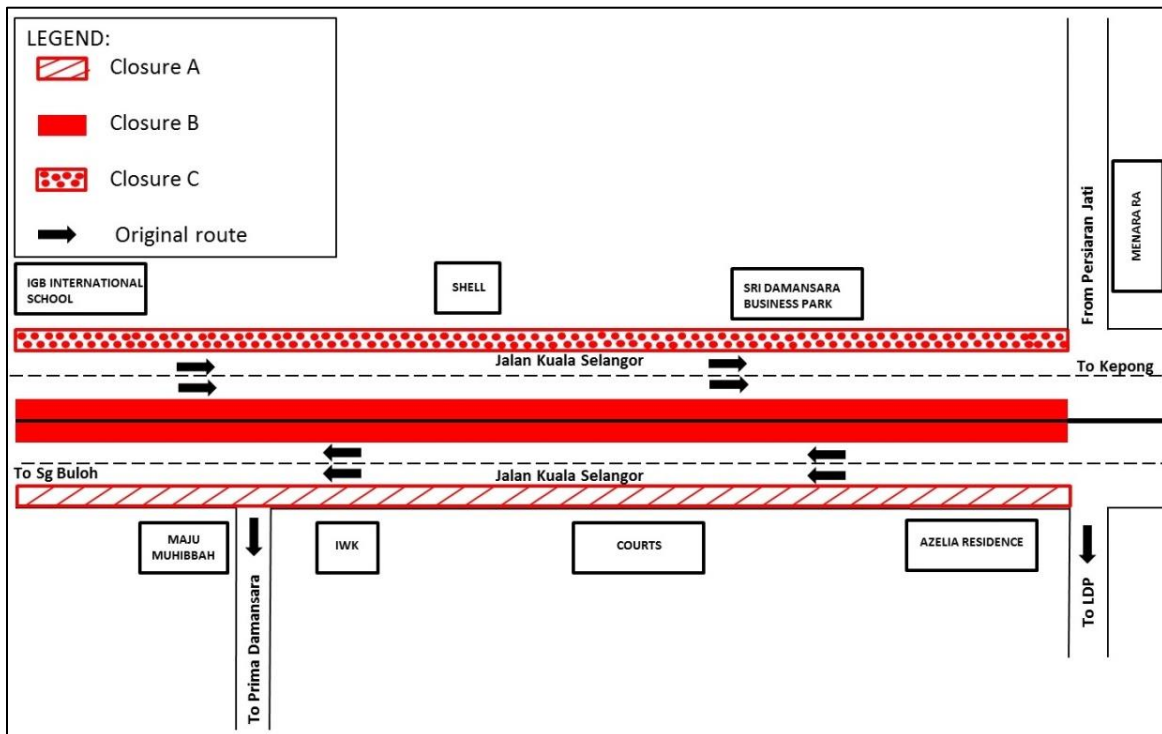 LEGEND:
Closure A
Closure B
Closure C
Original route
IGB INTERNATIONAL
SCHOOL
SHELL
SRI DAMANSARA
BUSINESS PARK
From Persiaran Jati
MENARA RA
Jalan Kuala Selangor
To Kepong
To Sg Buloh
Jalan Kuala Selangor
MAJU
MUHIBBAH
To Prima Damansara
IWK
COURTS
AZELIA RESIDENCE
To LDP